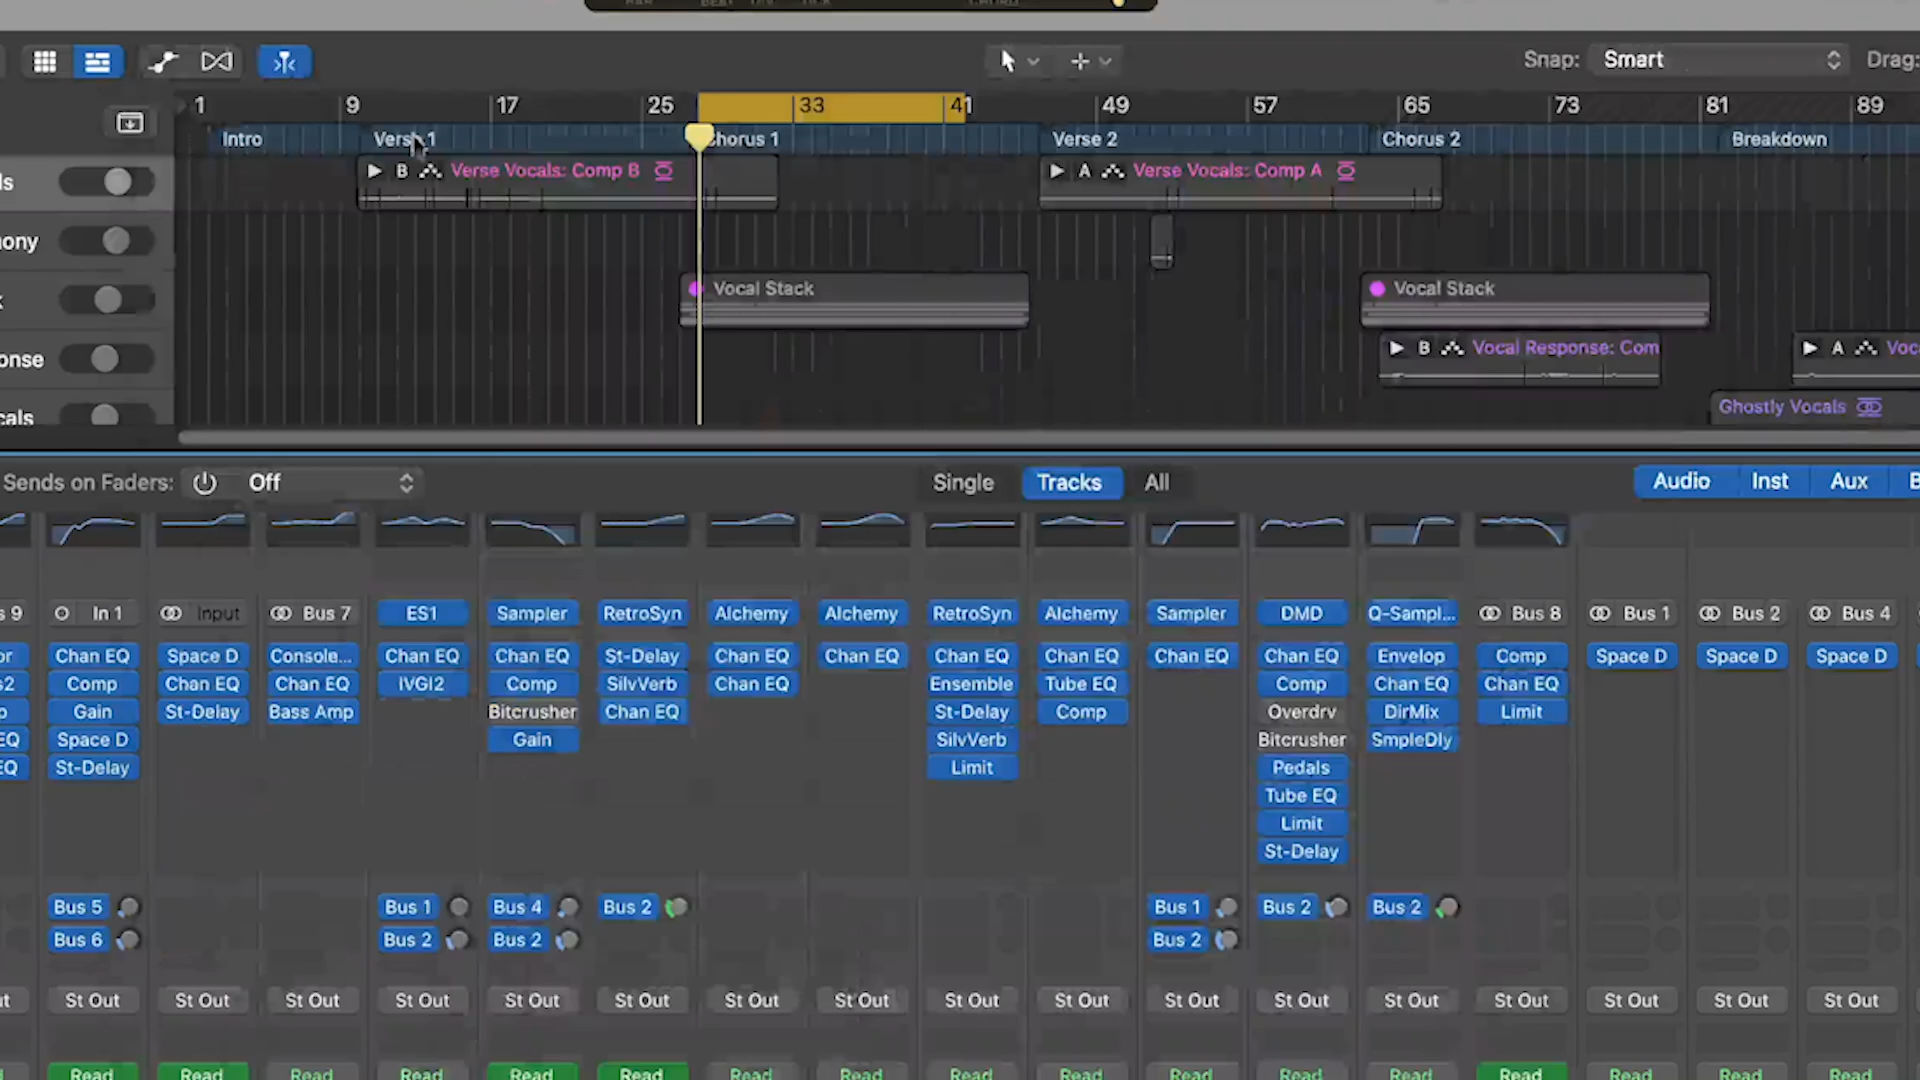 Snap: Smart Drag:
1 9 17 25 33 41 49 57 65 73 81 89
Intro Verse 1 Chorus 1 Verse 2 Chorus 2 Breakdown
ls B Verse Vocals: Comp B A Verse Vocals: Comp A
ony
Vocal Stack Vocal Stack
onse B Vocal Response: Com A Voc
cals Ghostly Vocals
Sends on Faders: Off Single Tracks All Audio Inst Aux B
s 9 In 1 Input Bus 7 ES1 Sampler RetroSyn Alchemy Alchemy RetroSyn Alchemy Sampler DMD Q-Sampl... Bus 8 Bus 1 Bus 2 Bus 4
or Chan EQ Space D Console... Chan EQ Chan EQ St-Delay Chan EQ Chan EQ Chan EQ Chan EQ Chan EQ Chan EQ Envelop Comp Space D Space D Space D
s2 Comp Chan EQ Chan EQ IVGI2 Comp SilvVerb Chan EQ Ensemble Tube EQ Comp Chan EQ Chan EQ
p Gain St-Delay Bass Amp Bitcrusher Chan EQ St-Delay Comp Overdrv DirMix Limit
EQ Space D Gain SilvVerb Bitcrusher SmpleDly
EQ St-Delay Limit Pedals
Tube EQ
Limit
St-Delay
Bus 5 Bus 1 Bus 4 Bus 2 Bus 1 Bus 2 Bus 2
Bus 6 Bus 2 Bus 2 Bus 2
ut St Out St Out St Out St Out St Out St Out St Out St Out St Out St Out St Out St Out St Out St Out St Out St Out St Out
Read Read Read Read Read Read Read Read Read Read Read Read Read Read Read Read Read